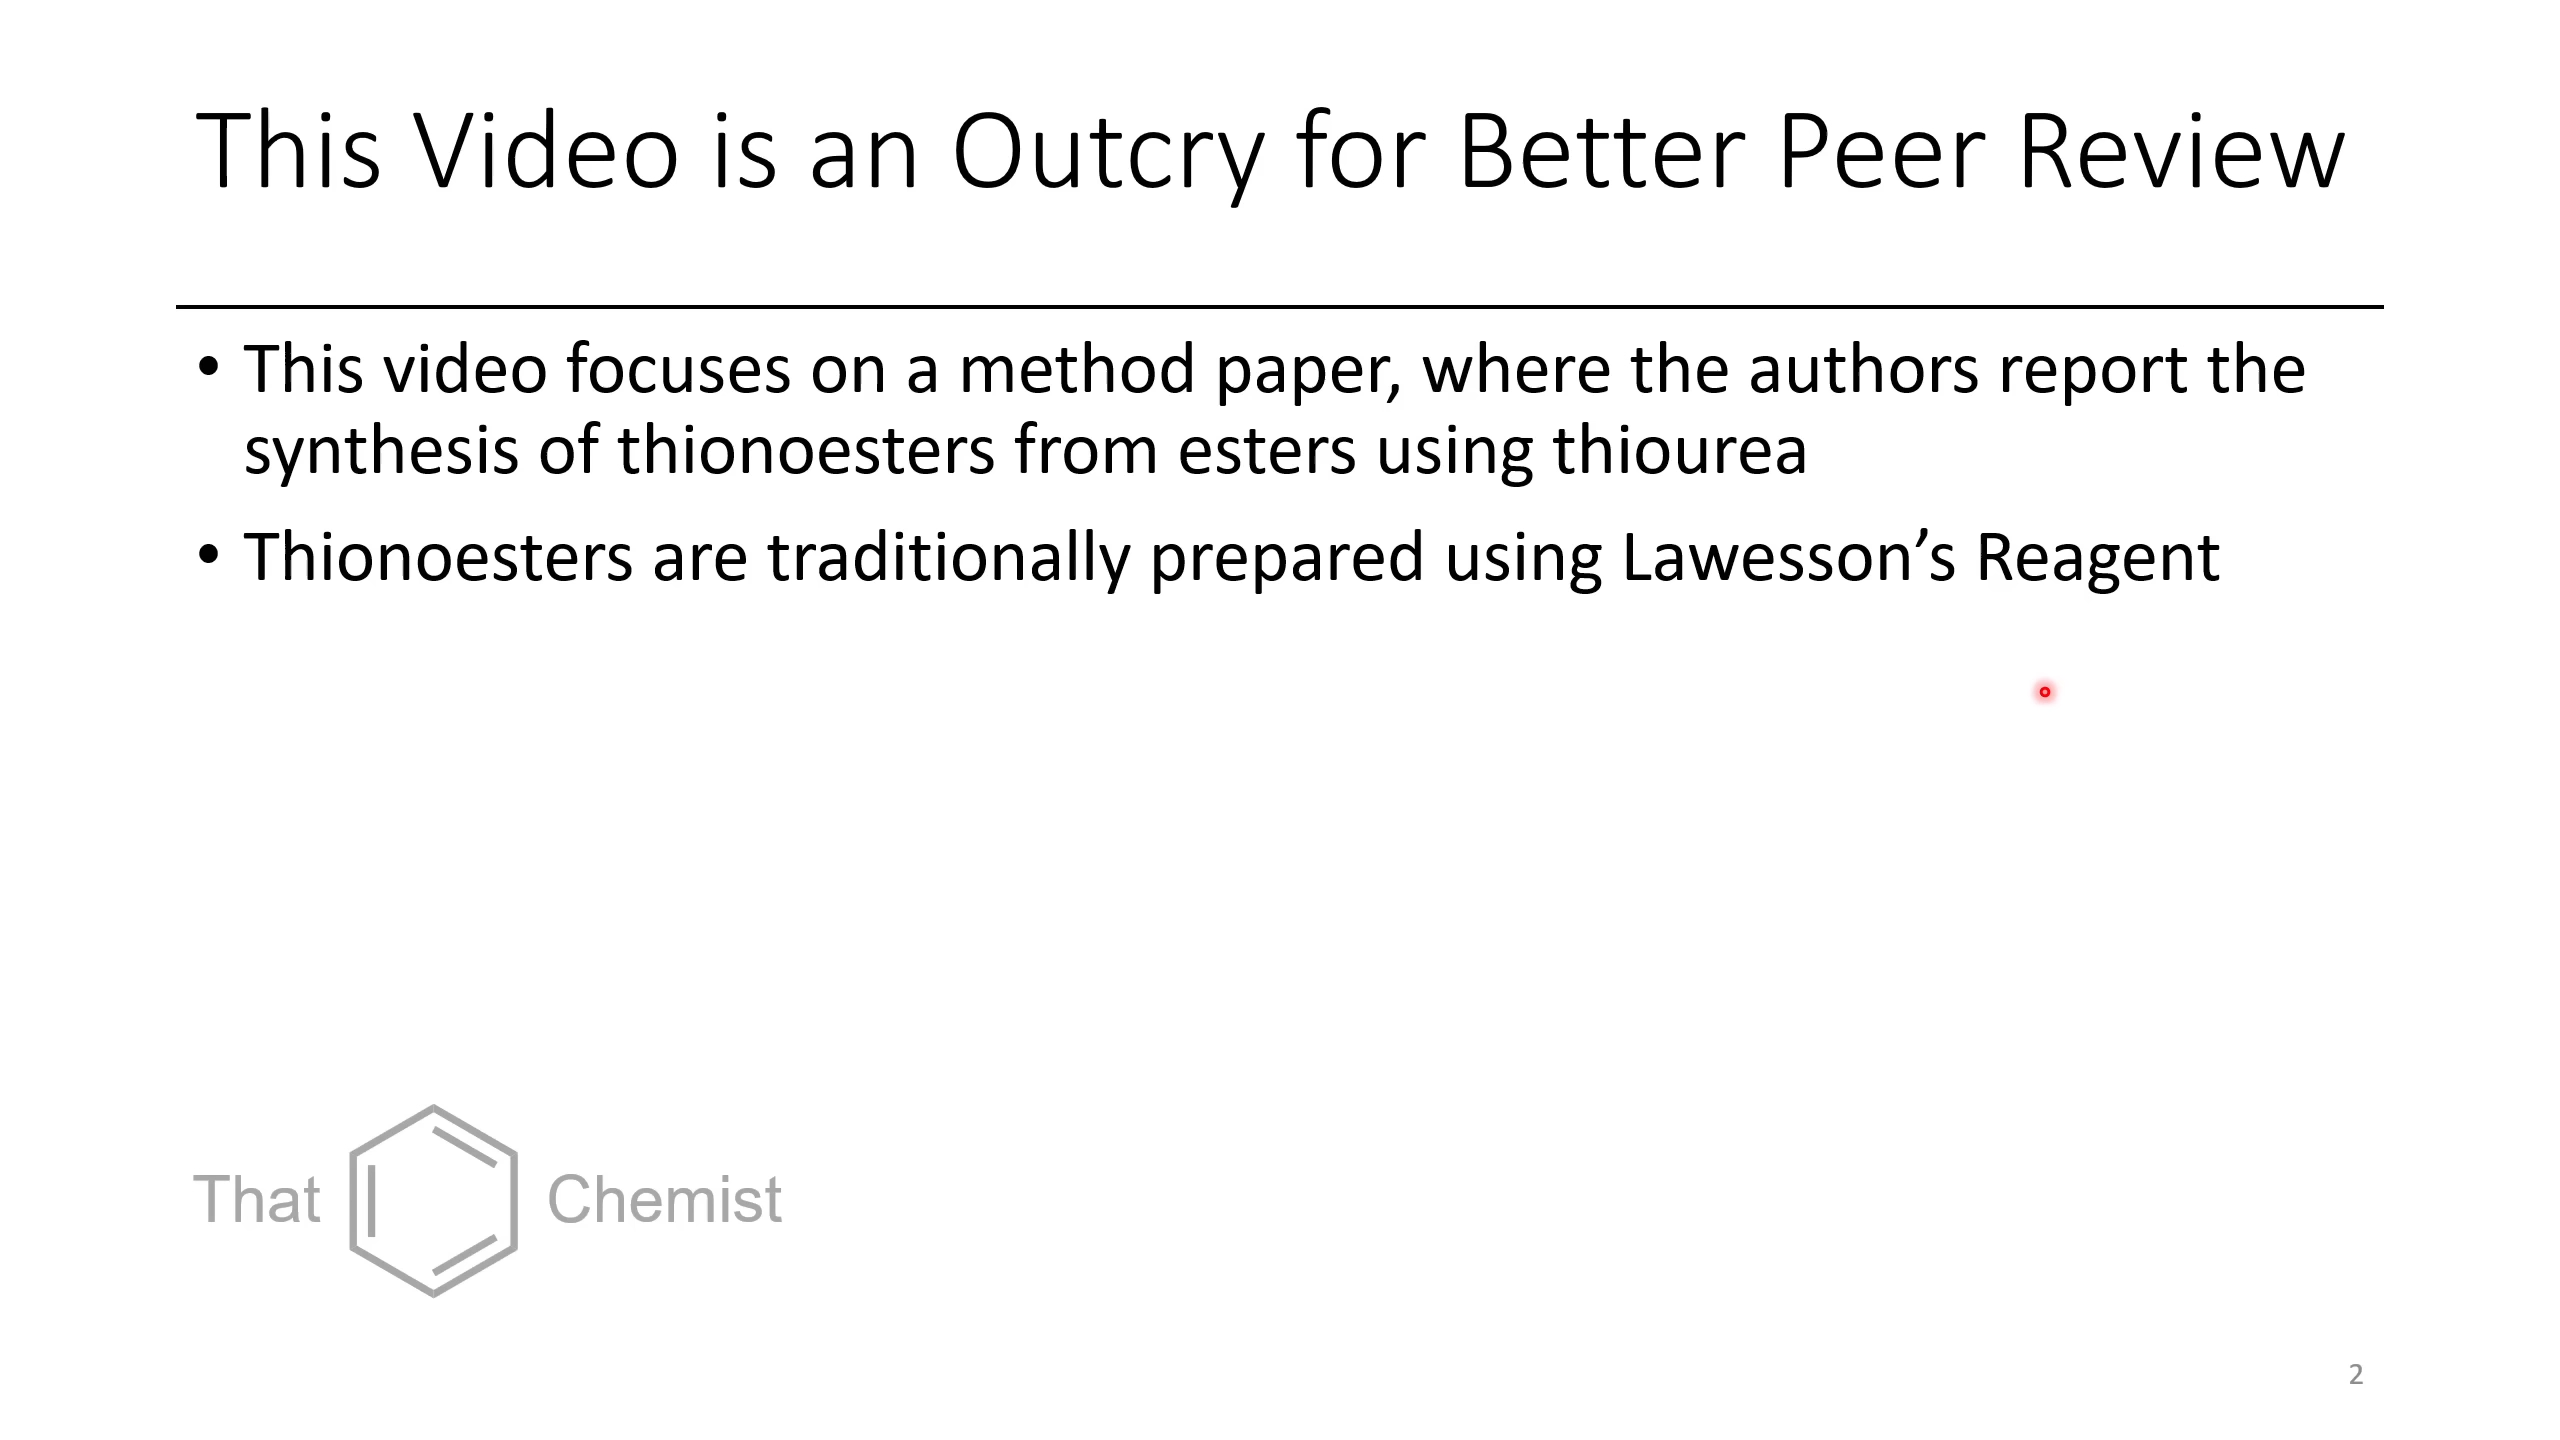 This Video is an Outcry for Better Peer Review
• This video focuses on a method paper, where the authors report the
synthesis of thionoesters from esters using thiourea
• Thionoesters are traditionally prepared using Lawesson’s Reagent
That Chemist
2